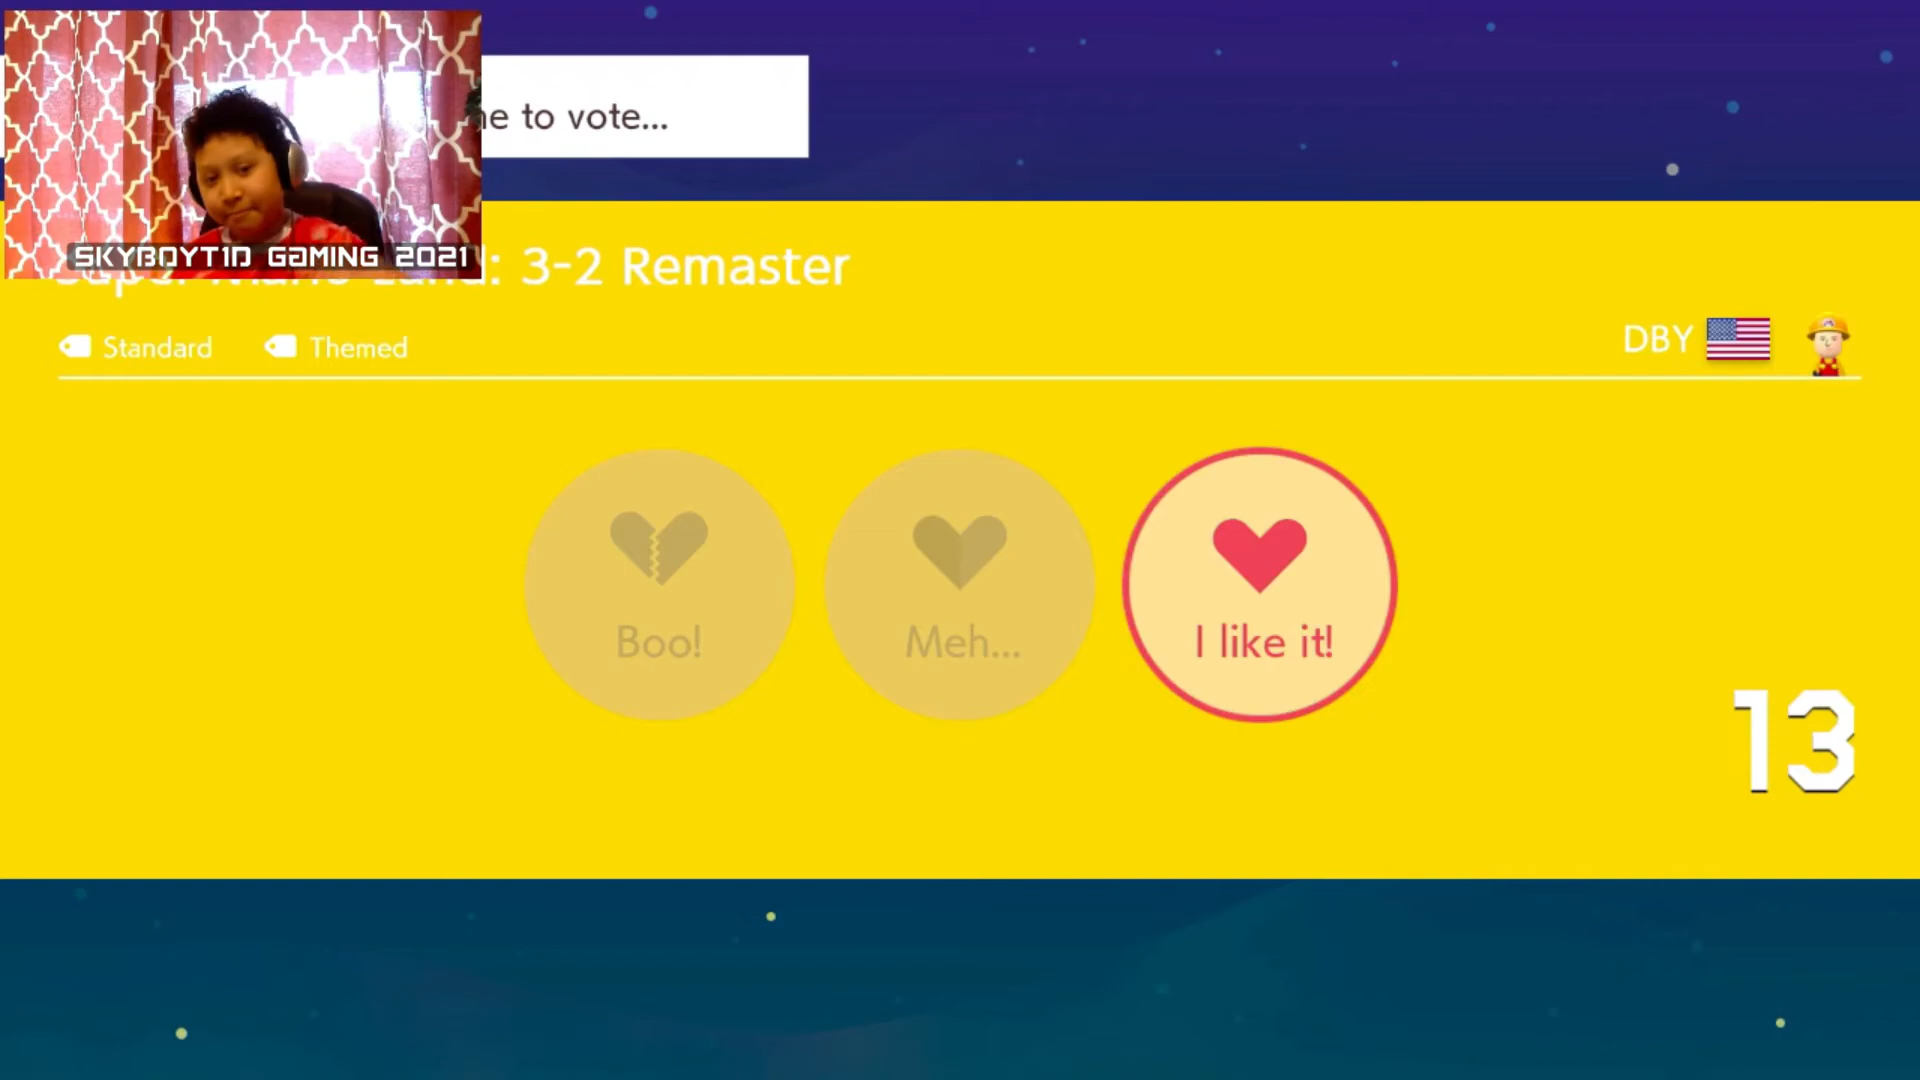 to vote...
SKYBOYT1D GAMING 2021
3-2 Remaster
Standard
Themed
DBY
Boo!
Meh...
I like it!
13